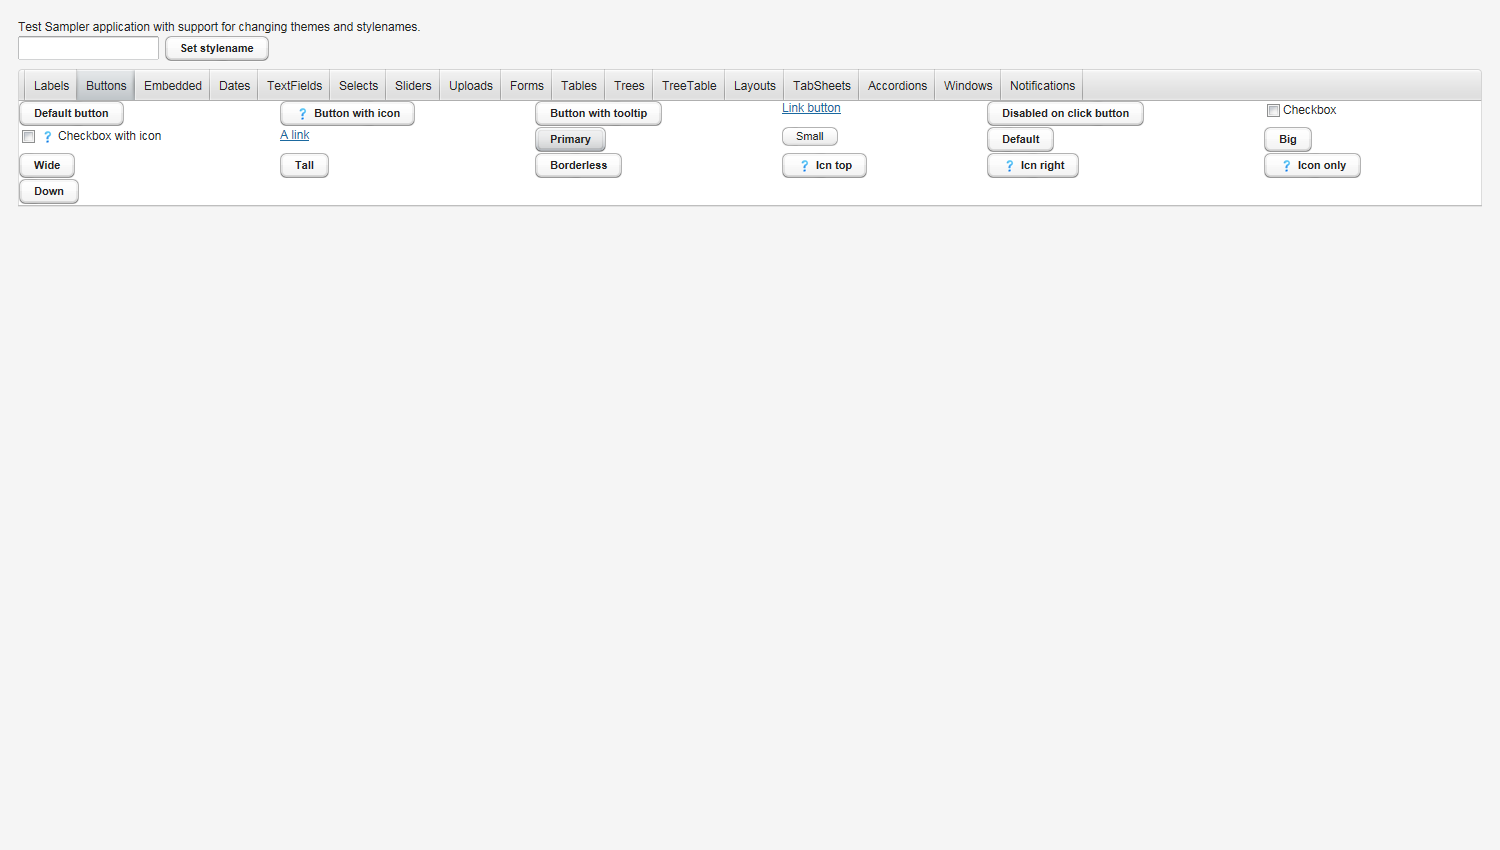 Test Sampler application with support for changing themes and stylenames.
Set stylename
Labels Buttons Embedded Dates TextFields Selects Sliders Uploads Forms Tables Trees TreeTable Layouts TabSheets Accordions Windows Notifications
Default button ? Button with icon Button with tooltip Link button Disabled on click button Checkbox
? Checkbox with icon A link Primary Small Default Big
Wide Tall Borderless ? Icn top ? Icn right ? Icon only
Down